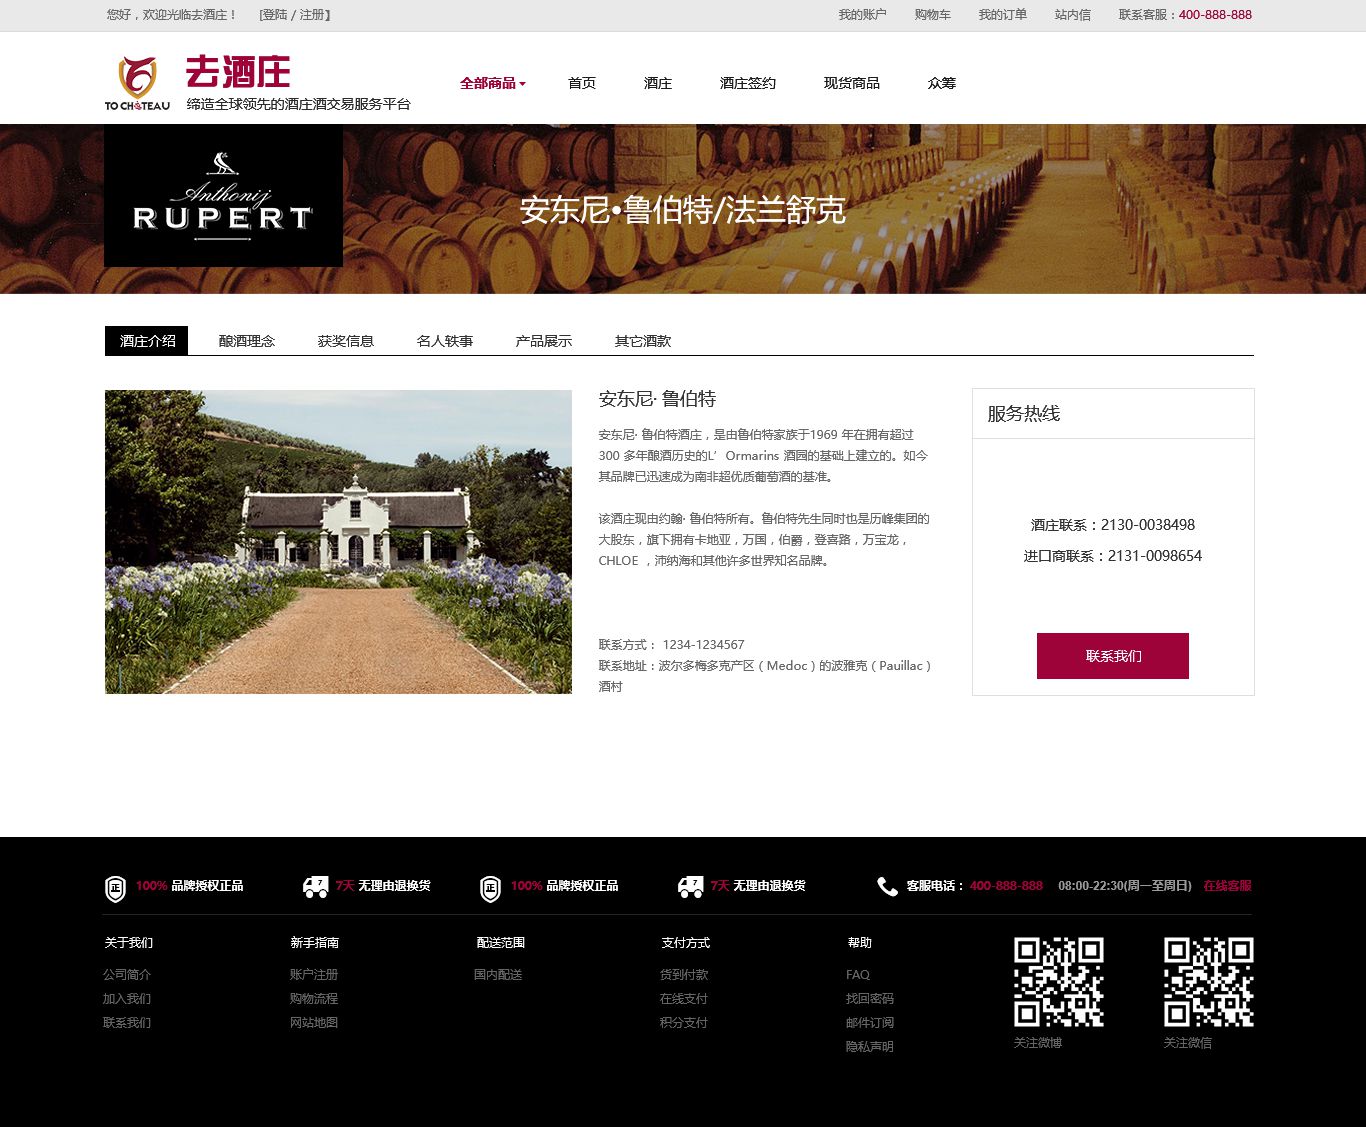 您好，欢迎光临去酒庄！ [登陆 / 注册】
我的账户 购物车 我的订单 站内信 联系客服：400-888-888
TO CHATEAU
去酒庄
缔造全球领先的酒庄酒交易服务平台
全部商品 首页 酒庄 酒庄签约 现货商品 众筹
Anthonij
RUPERT
安东尼•鲁伯特/法兰舒克
酒庄介绍 酿酒理念 获奖信息 名人轶事 产品展示 其它酒款
安东尼· 鲁伯特
安东尼· 鲁伯特酒庄，是由鲁伯特家族于1969 年在拥有超过
300 多年酿酒历史的L’Ormarins 酒园的基础上建立的。如今
其品牌已迅速成为南非超优质葡萄酒的基准。
该酒庄现由约翰· 鲁伯特所有。鲁伯特先生同时也是历峰集团的
大股东，旗下拥有卡地亚，万国，伯爵，登喜路，万宝龙，
CHLOE ，沛纳海和其他许多世界知名品牌。
联系方式： 1234-1234567
联系地址：波尔多梅多克产区（Medoc）的波雅克（Pauillac）
酒村
服务热线
酒庄联系：2130-0038498
进口商联系：2131-0098654
联系我们
正 100% 品牌授权正品 7 7天 无理由退换货 正 100% 品牌授权正品 7 7天 无理由退换货 客服电话： 400-888-888 08:00-22:30(周一至周日) 在线客服
关于我们 新手指南 配送范围 支付方式 帮助
公司简介 账户注册 国内配送 货到付款 FAQ
加入我们 购物流程 在线支付 找回密码
联系我们 网站地图 积分支付 邮件订阅
隐私声明
关注微博 关注微信